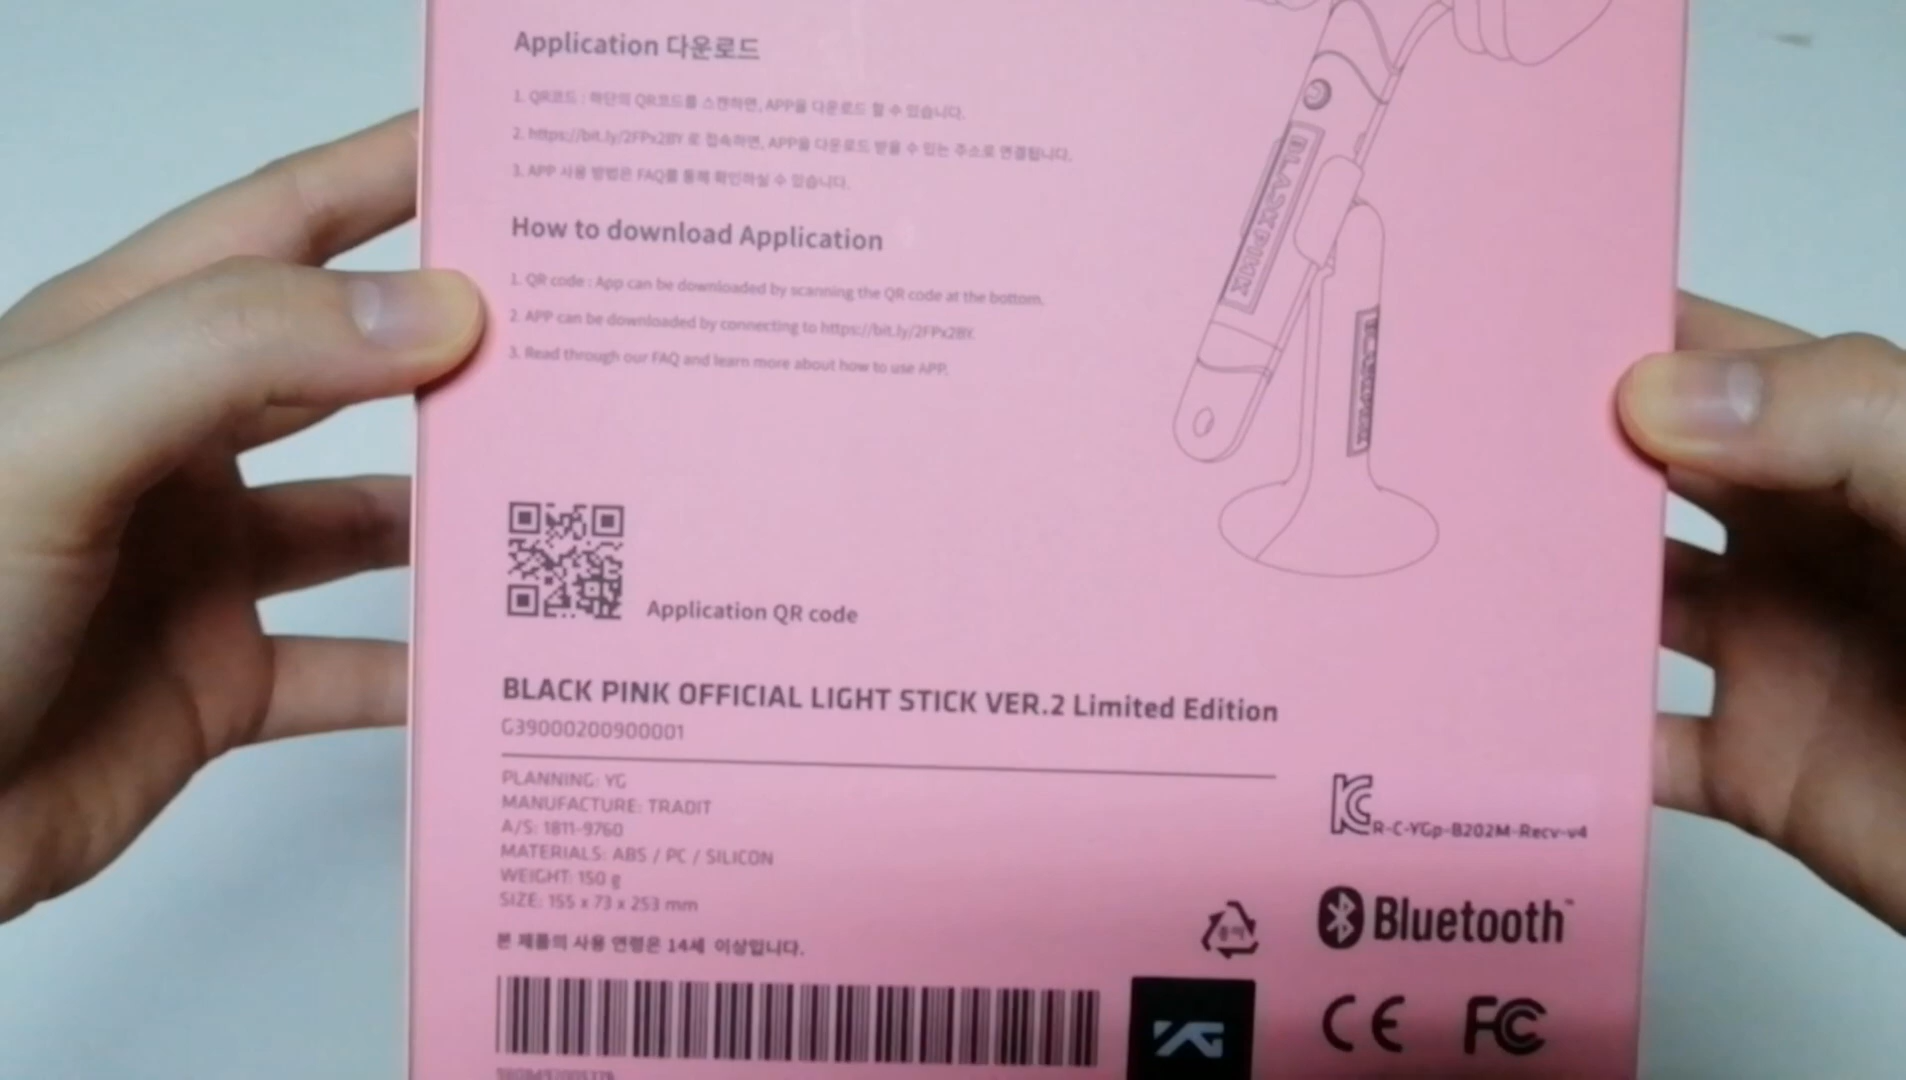 Application 다운로드
1. QR코드 : 하단의 QR코드를 스캔하면, APP을 다운로드 할 수 있습니다.
2. https://bit.ly/2FPx2BY 로 접속하면, APP을 다운로드 받을 수 있는 주소로 연결됩니다.
3. APP 사용 방법은 FAQ를 통해 확인하실 수 있습니다.
How to download Application
1. QR code : App can be downloaded by scanning the QR code at the bottom.
2. APP can be downloaded by connecting to https://bit.ly/2FPx2BY.
3. Read through our FAQ and learn more about how to use APP.
BLACKPINK
BLACKPINK
Application QR code
BLACK PINK OFFICIAL LIGHT STICK VER.2 Limited Edition
G39000200900001
PLANNING: YG
MANUFACTURE: TRADIT
A/S: 1811-9760
MATERIALS: ABS / PC / SILICON
WEIGHT: 150 g
SIZE: 155 x 73 x 253 mm
본 제품의 사용 연령은 14세 이상입니다.
R-C-YGp-B202M-Recv-v4
종이
Bluetooth™
YG
CE FC